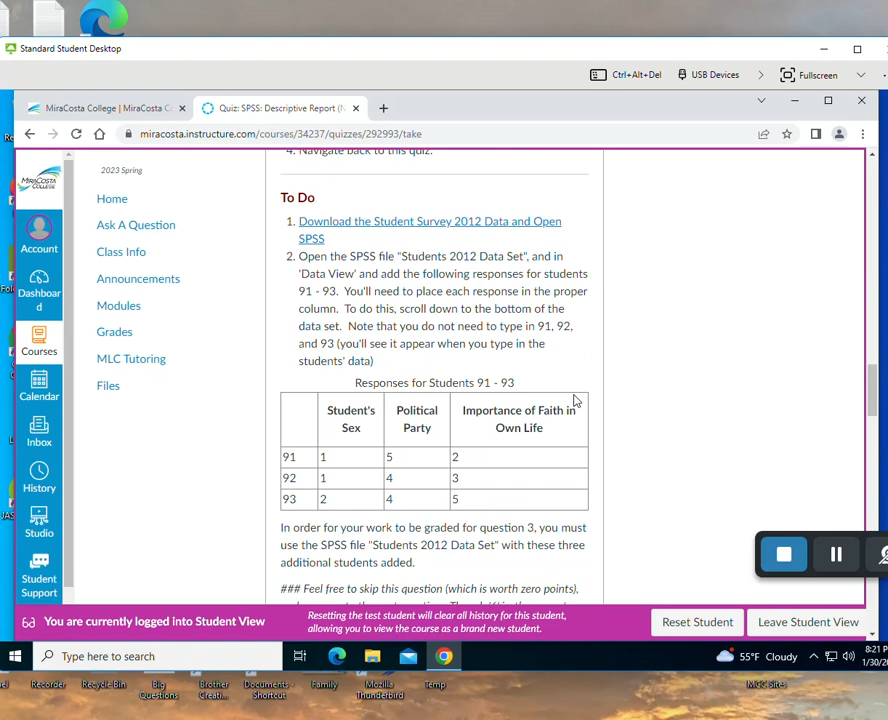 Standard Student Desktop
Ctrl+Alt+Del
USB Devices
Fullscreen
MiraCosta College | MiraCosta C
Quiz: SPSS: Descriptive Report (N
miracosta.instructure.com/courses/34237/quizzes/292993/take
MIRACOSTA
COLLEGE
Account
Dashboar
d
Courses
Calendar
Inbox
History
Studio
Student
Support
2023 Spring
Home
Ask A Question
Class Info
Announcements
Modules
Grades
MLC Tutoring
Files
4. Navigate back to this quiz.
To Do
1. Download the Student Survey 2012 Data and Open
SPSS
2. Open the SPSS file "Students 2012 Data Set", and in
'Data View' and add the following responses for students
91 - 93. You'll need to place each response in the proper
column. To do this, scroll down to the bottom of the
data set. Note that you do not need to type in 91, 92,
and 93 (you'll see it appear when you type in the
students' data)
Responses for Students 91 - 93
Student's Sex Political Party Importance of Faith in Own Life
91 1 5 2
92 1 4 3
93 2 4 5
In order for your work to be graded for question 3, you must
use the SPSS file "Students 2012 Data Set" with these three
additional students added.
### Feel free to skip this question (which is worth zero points),
You are currently logged into Student View
Resetting the test student will clear all history for this student,
allowing you to view the course as a brand new student.
Reset Student
Leave Student View
Type here to search
55°F Cloudy
8:21 P
1/30/20
Recorder
Recycle Bin
Big
Questions
Brother
Creati...
Documents -
Shortcut
Family
Mozilla
Thunderbird
Temp
MCC Sites